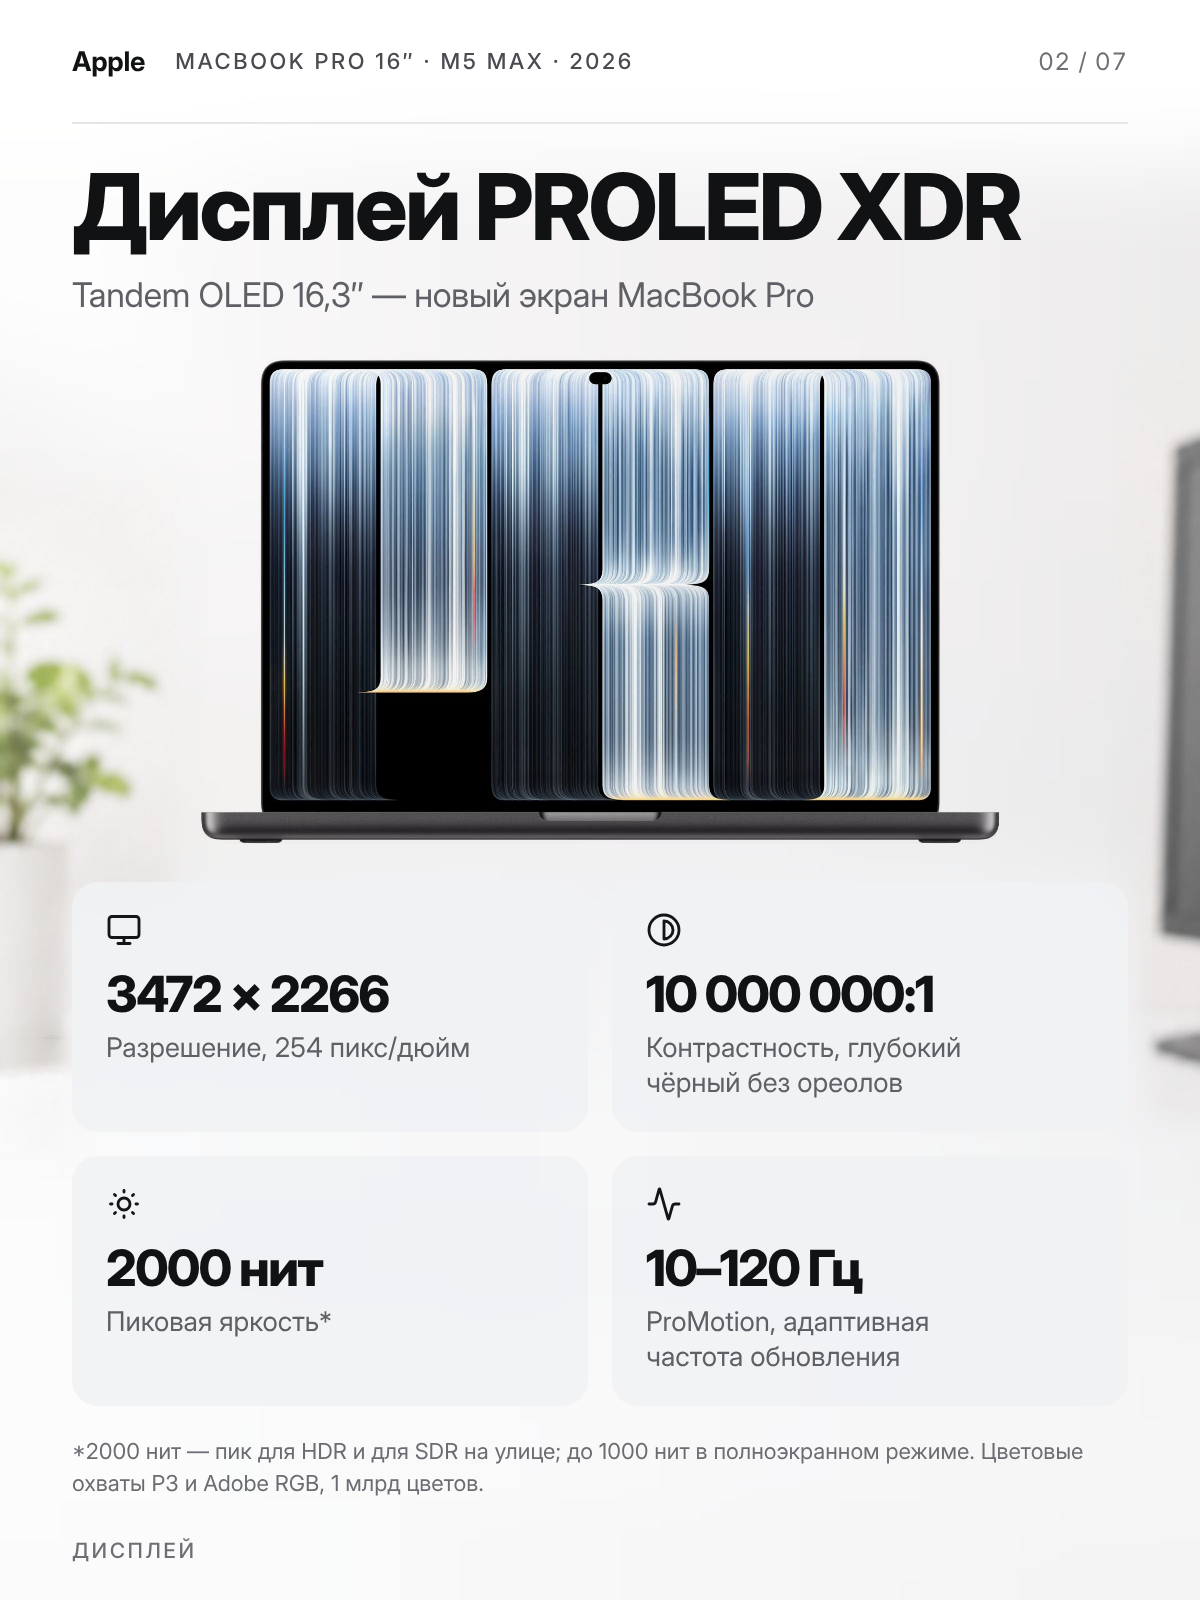 Apple MACBOOK PRO 16″ · M5 MAX · 2026 02 / 07
Дисплей PROLED XDR
Tandem OLED 16,3″ — новый экран MacBook Pro
3472 × 2266
Разрешение, 254 пикс/дюйм
10 000 000:1
Контрастность, глубокий
чёрный без ореолов
2000 нит
Пиковая яркость*
10–120 Гц
ProMotion, адаптивная
частота обновления
*2000 нит — пик для HDR и для SDR на улице; до 1000 нит в полноэкранном режиме. Цветовые
охваты P3 и Adobe RGB, 1 млрд цветов.
ДИСПЛЕЙ